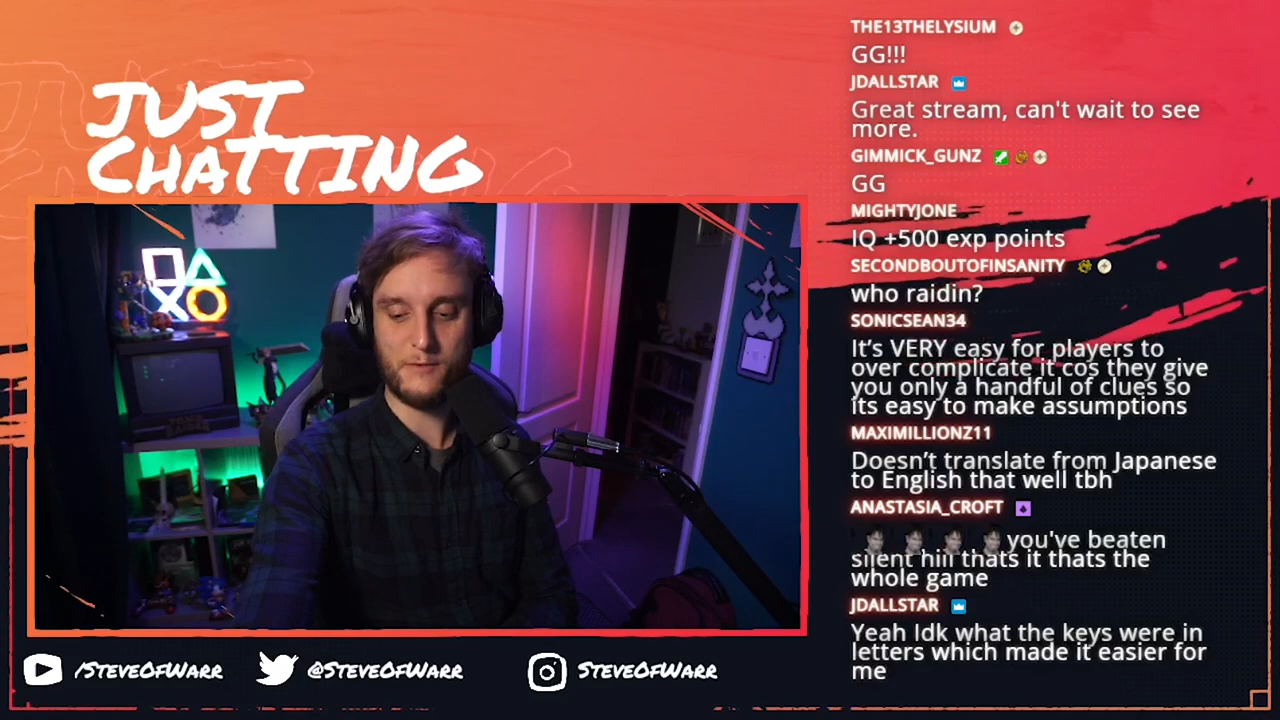 JUST
CHATTING
THE13THELYSIUM
GG!!!
JDALLSTAR
Great stream, can't wait to see
more.
GIMMICK_GUNZ
GG
MIGHTYJONE
IQ +500 exp points
SECONDBOUTOFINSANITY
who raidin?
SONICSEAN34
It's VERY easy for players to
over complicate it cos they give
you only a handful of clues so
its easy to make assumptions
MAXIMILLIONZ11
Doesn't translate from Japanese
to English that well tbh
ANASTASIA_CROFT
you've beaten
silent hill thats it thats the
whole game
JDALLSTAR
Yeah Idk what the keys were in
letters which made it easier for
me
/SteveOfWarr
@SteveOfWarr
SteveOfWarr